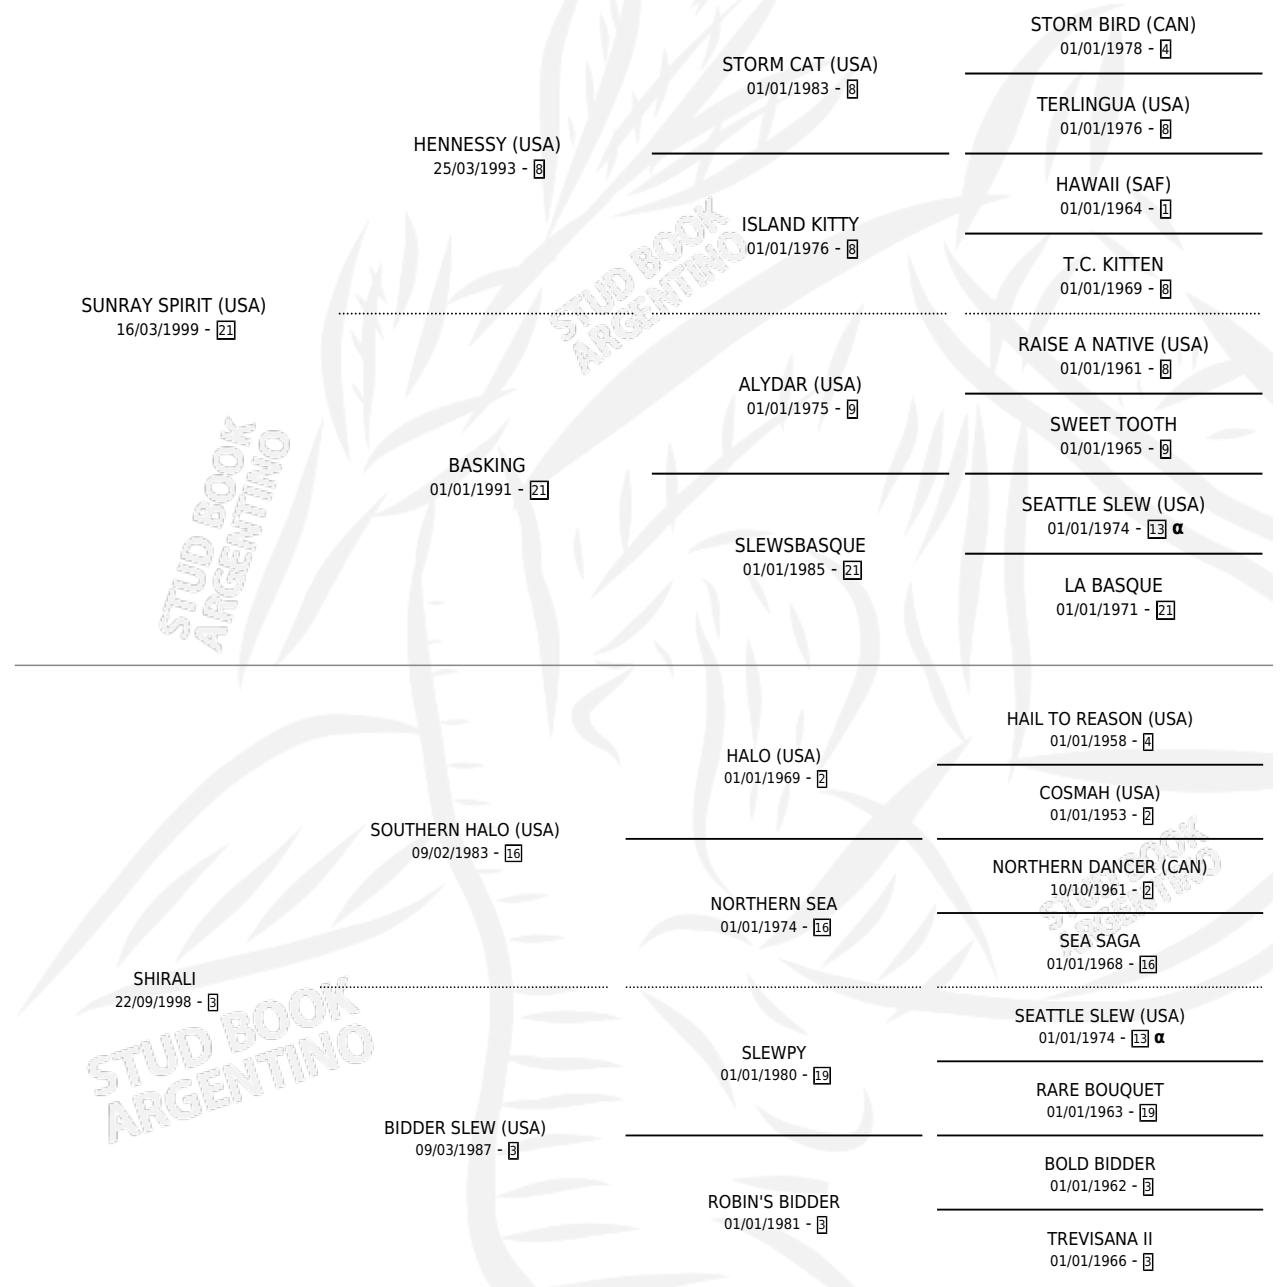 STORM BIRD (CAN)
01/01/1978 - 4
STORM CAT (USA)
01/01/1983 - 8
TERLINGUA (USA)
01/01/1976 - 8
HENNESSY (USA)
25/03/1993 - 8
HAWAII (SAF)
01/01/1964 - 1
ISLAND KITTY
01/01/1976 - 8
T.C. KITTEN
01/01/1969 - 8
SUNRAY SPIRIT (USA)
16/03/1999 - 21
RAISE A NATIVE (USA)
01/01/1961 - 8
ALYDAR (USA)
01/01/1975 - 9
SWEET TOOTH
01/01/1965 - 9
BASKING
01/01/1991 - 21
SEATTLE SLEW (USA)
01/01/1974 - 13 α
SLEWSBASQUE
01/01/1985 - 21
LA BASQUE
01/01/1971 - 21
HAIL TO REASON (USA)
01/01/1958 - 4
HALO (USA)
01/01/1969 - 2
COSMAH (USA)
01/01/1953 - 2
SOUTHERN HALO (USA)
09/02/1983 - 16
NORTHERN DANCER (CAN)
10/10/1961 - 2
NORTHERN SEA
01/01/1974 - 16
SEA SAGA
01/01/1968 - 16
SHIRALI
22/09/1998 - 3
SEATTLE SLEW (USA)
01/01/1974 - 13 α
SLEWPY
01/01/1980 - 19
RARE BOUQUET
01/01/1963 - 19
BIDDER SLEW (USA)
09/03/1987 - 3
BOLD BIDDER
01/01/1962 - 3
ROBIN'S BIDDER
01/01/1981 - 3
TREVISANA II
01/01/1966 - 3
STUD BOOK
ARGENTINO
STUD BOOK
ARGENTINO
STUD BOOK
ARGENTINO
STUD BOOK
ARGENTINO